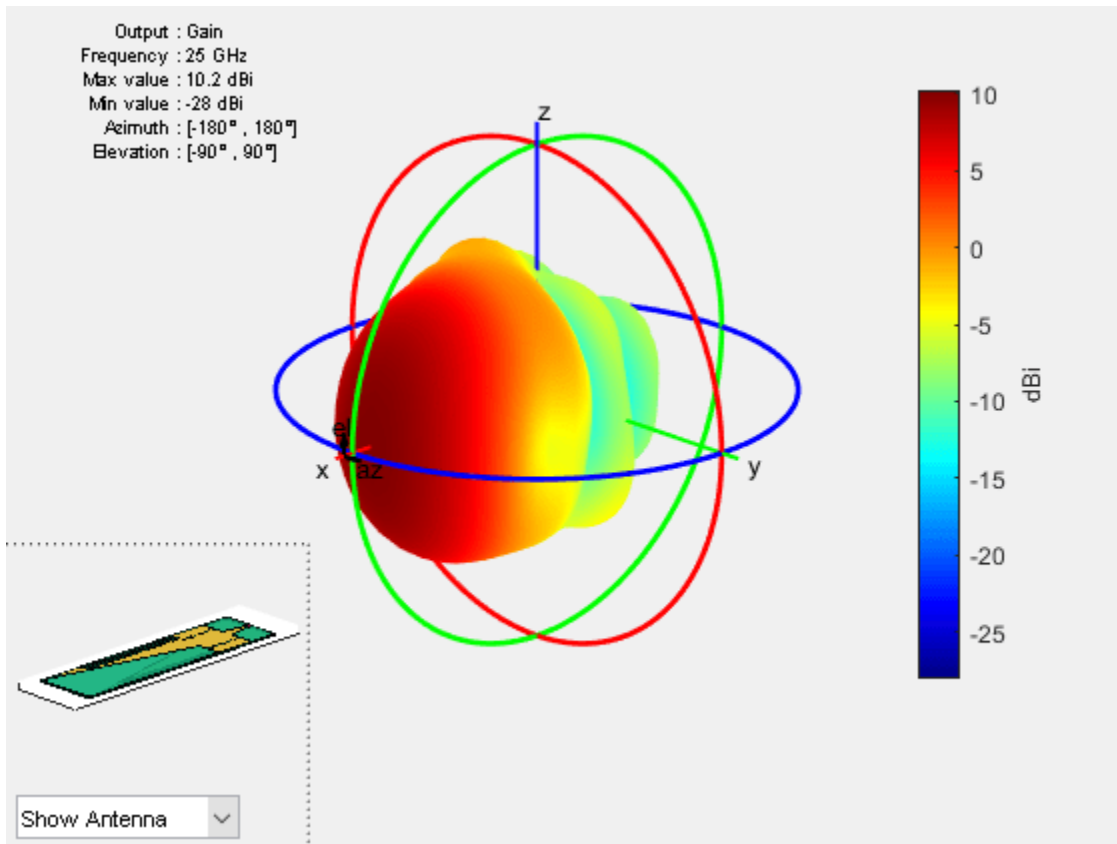 Output : Gain
Frequency : 25 GHz
Max value : 10.2 dBi
Min value : -28 dBi
Azimuth : [-180° , 180°]
Elevation : [-90° , 90°]
z
x
az
el
y
10
5
0
-5
-10
-15
-20
-25
dBi
Show Antenna